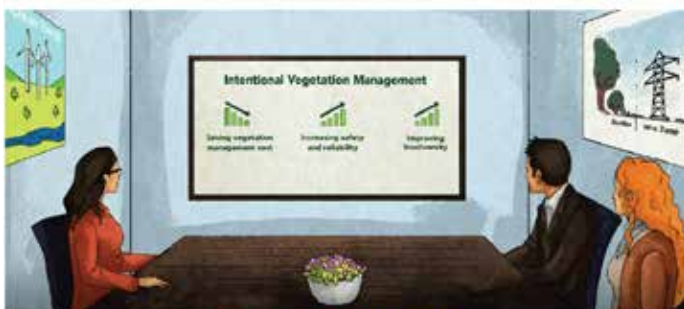 Intentional Vegetation Management
Saving vegetation
management cost
Increasing safety
and reliability
Improving
biodiversity